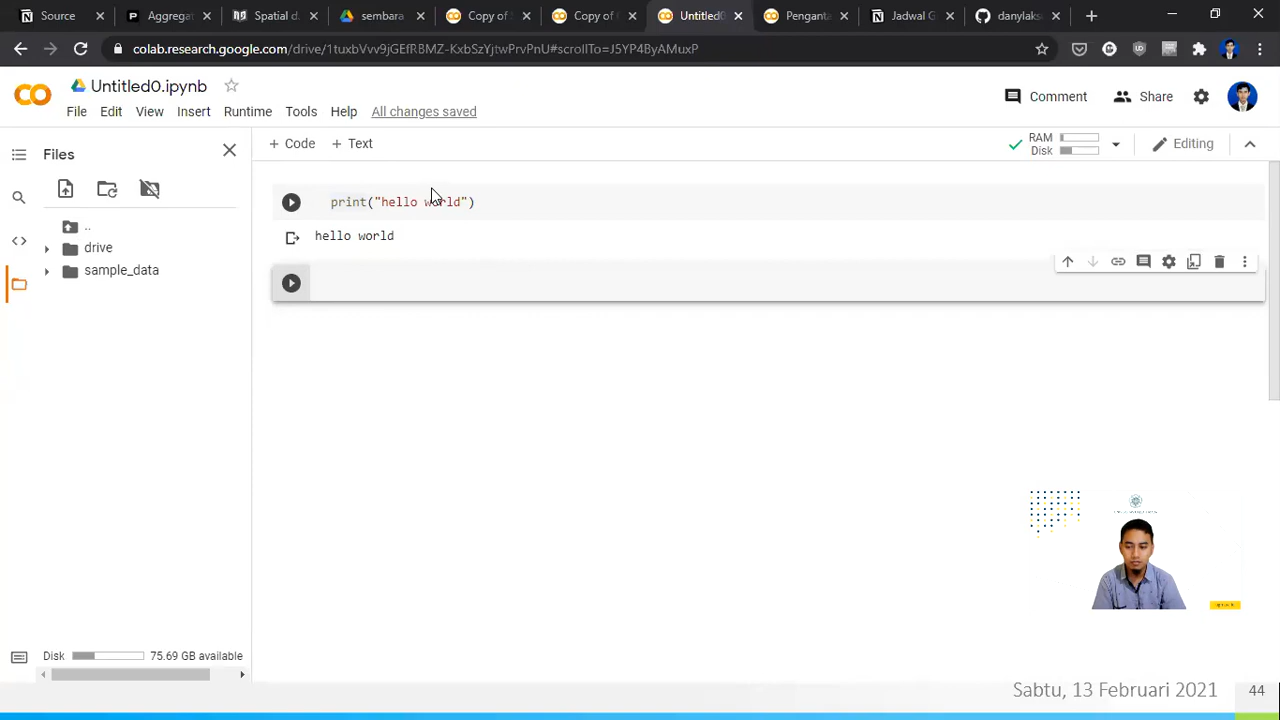 Source
Aggregat
Spatial d
sembara
Copy of
Copy of
Untitled0
Penganta
Jadwal G
danylaks
colab.research.google.com/drive/1tuxbVvv9jGEfRBMZ-KxbSzYjtwPrvPnU#scrollTo=J5YP4ByAMuxP
Untitled0.ipynb
Comment
Share
File Edit View Insert Runtime Tools Help All changes saved
Files
+ Code + Text
RAM
Disk
Editing
..
drive
sample_data
print("hello world")
hello world
Disk 75.69 GB available
Sabtu, 13 Februari 2021
44